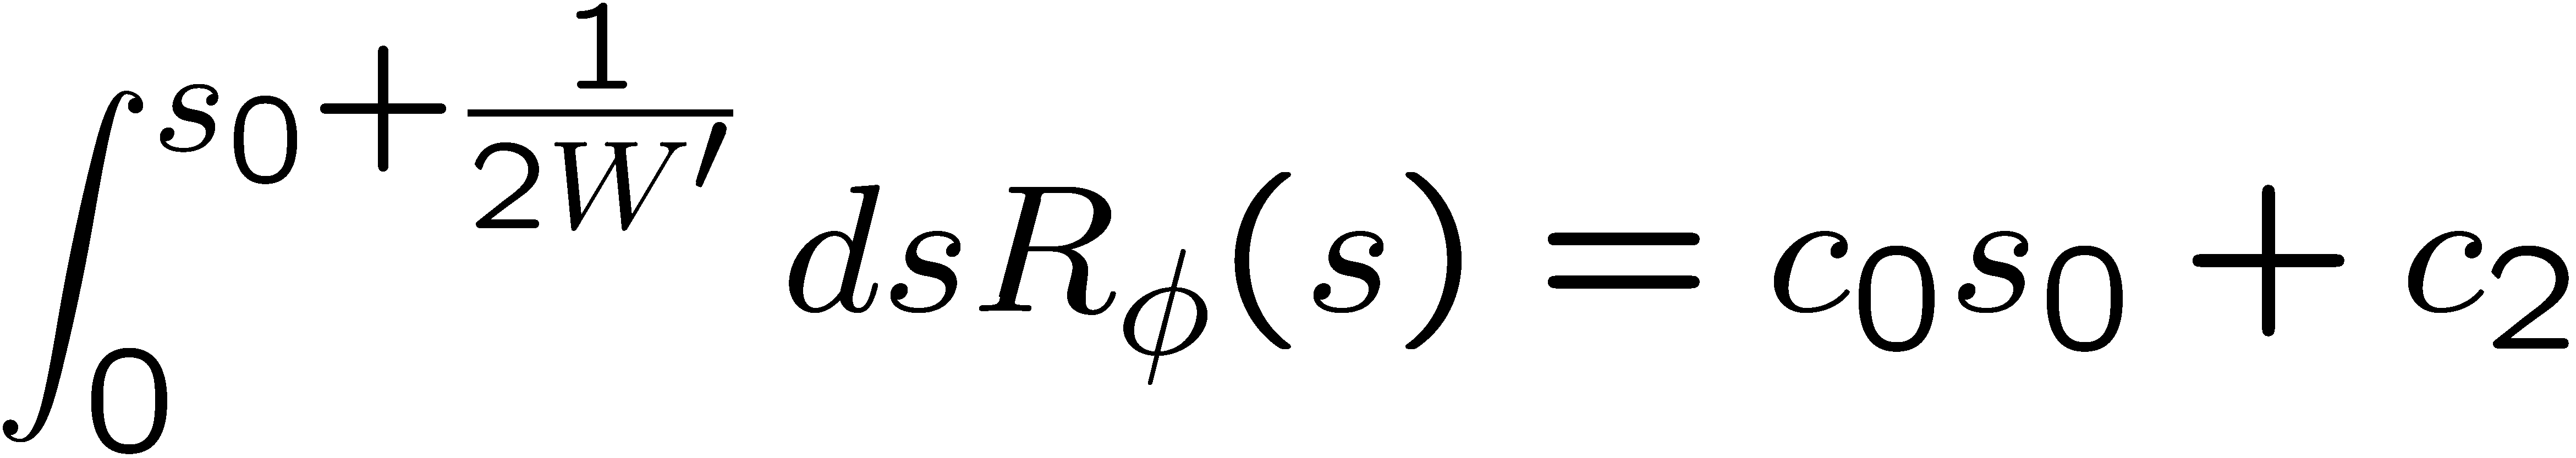 \int_0^{s_0+\frac{1}{2W'}} ds R_\phi(s) = c_0 s_0 + c_2